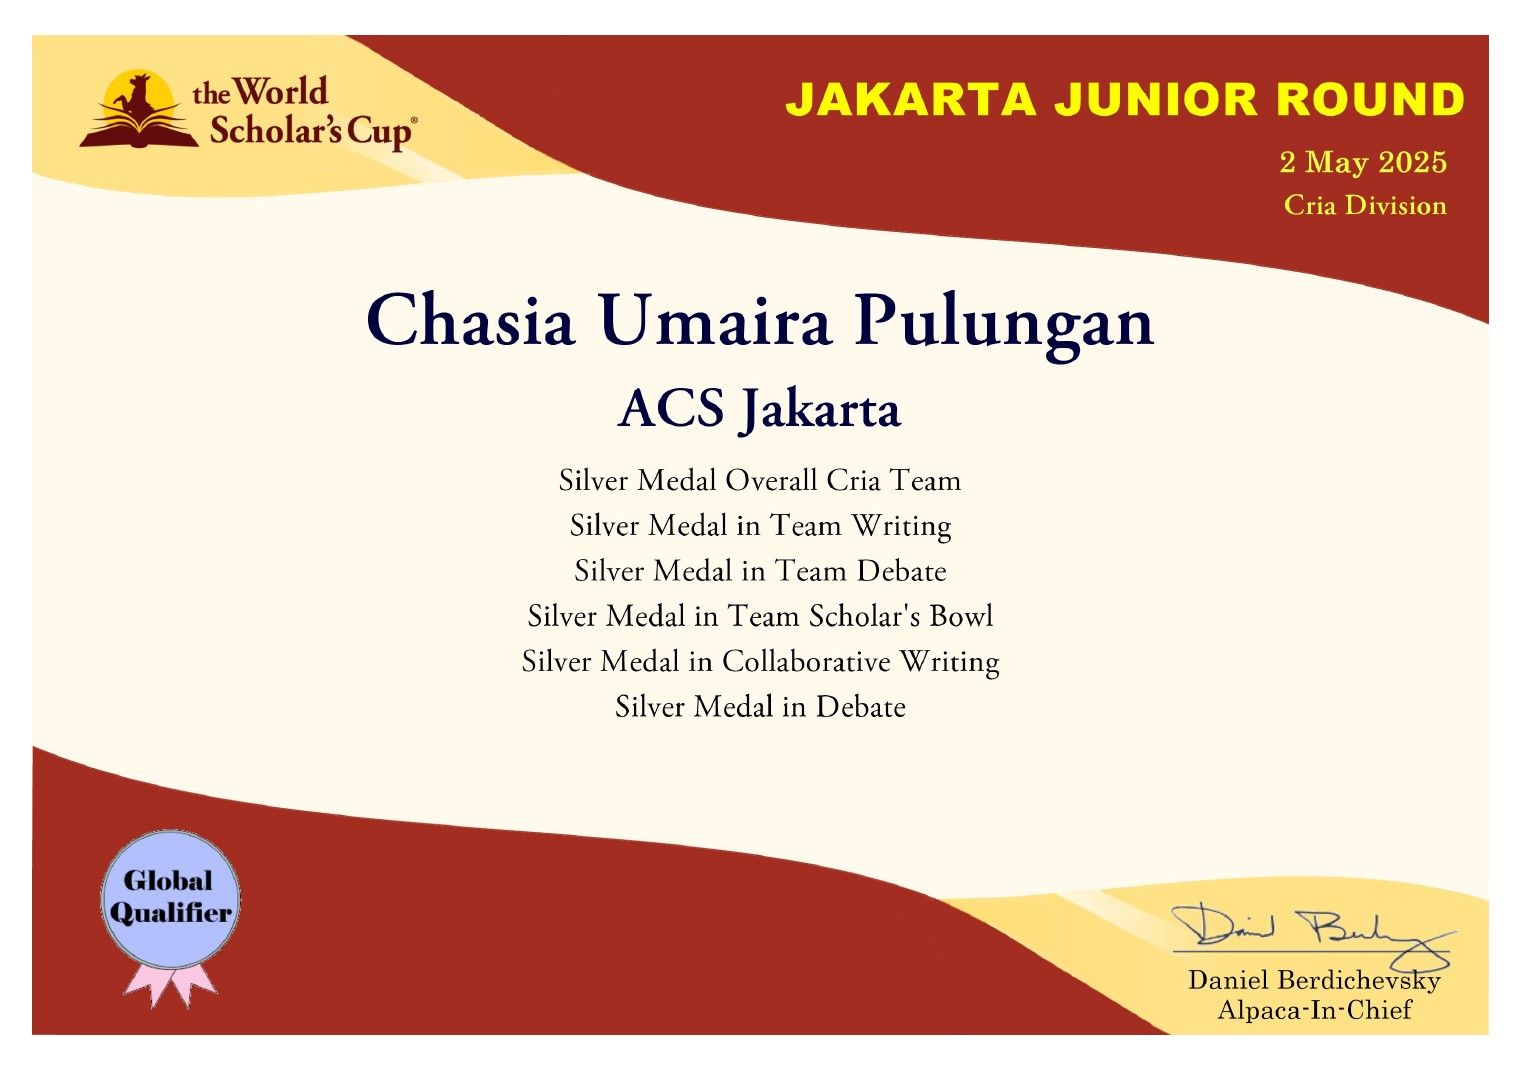 the World
Scholar's Cup®
JAKARTA JUNIOR ROUND
2 May 2025
Cria Division
Chasia Umaira Pulungan
ACS Jakarta
Silver Medal Overall Cria Team
Silver Medal in Team Writing
Silver Medal in Team Debate
Silver Medal in Team Scholar's Bowl
Silver Medal in Collaborative Writing
Silver Medal in Debate
Global
Qualifier
Daniel Berdichevsky
Alpaca-In-Chief